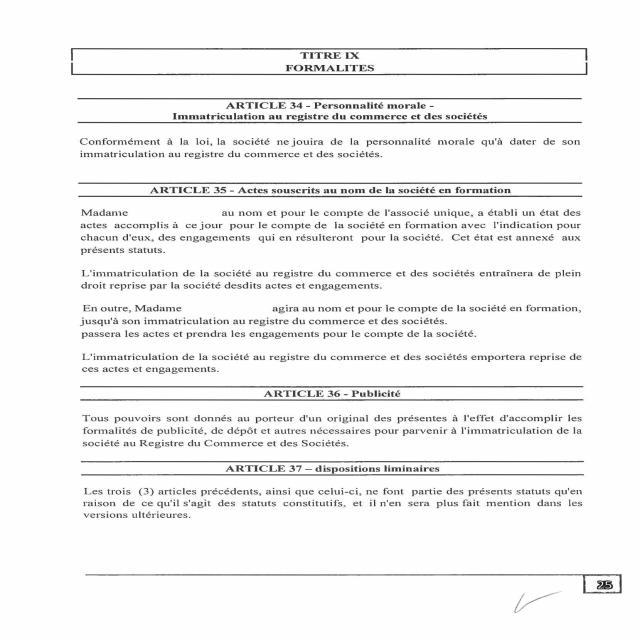 TITRE IX
FORMALITES
ARTICLE 34 - Personnalité morale -
Immatriculation au registre du commerce et des sociétés
Conformément à la loi, la société ne jouira de la personnalité morale qu'à dater de son
immatriculation au registre du commerce et des sociétés.
ARTICLE 35 - Actes souscrits au nom de la société en formation
Madame au nom et pour le compte de l'associé unique, a établi un état des
actes accomplis à ce jour pour le compte de la société en formation avec l'indication pour
chacun d'eux, des engagements qui en résulteront pour la société. Cet état est annexé aux
présents statuts.
L'immatriculation de la société au registre du commerce et des sociétés entraînera de plein
droit reprise par la société desdits actes et engagements.
En outre, Madame agira au nom et pour le compte de la société en formation,
jusqu'à son immatriculation au registre du commerce et des sociétés.
passera les actes et prendra les engagements pour le compte de la société.
L'immatriculation de la société au registre du commerce et des sociétés emportera reprise de
ces actes et engagements.
ARTICLE 36 - Publicité
Tous pouvoirs sont donnés au porteur d'un original des présentes à l'effet d'accomplir les
formalités de publicité, de dépôt et autres nécessaires pour parvenir à l'immatriculation de la
société au Registre du Commerce et des Sociétés.
ARTICLE 37 – dispositions liminaires
Les trois (3) articles précédents, ainsi que celui-ci, ne font partie des présents statuts qu'en
raison de ce qu'il s'agit des statuts constitutifs, et il n'en sera plus fait mention dans les
versions ultérieures.
25